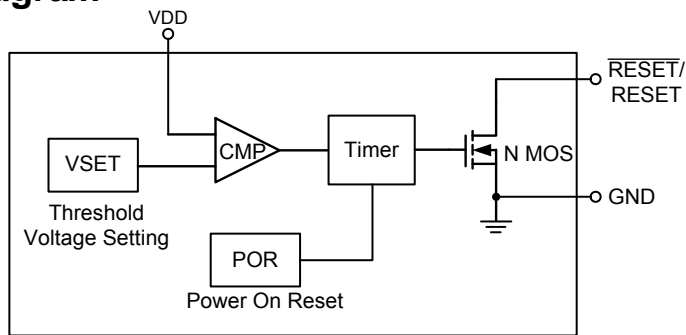 VDD
RESET/
RESET
VSET
CMP
Timer
N MOS
Threshold
Voltage Setting
GND
POR
Power On Reset